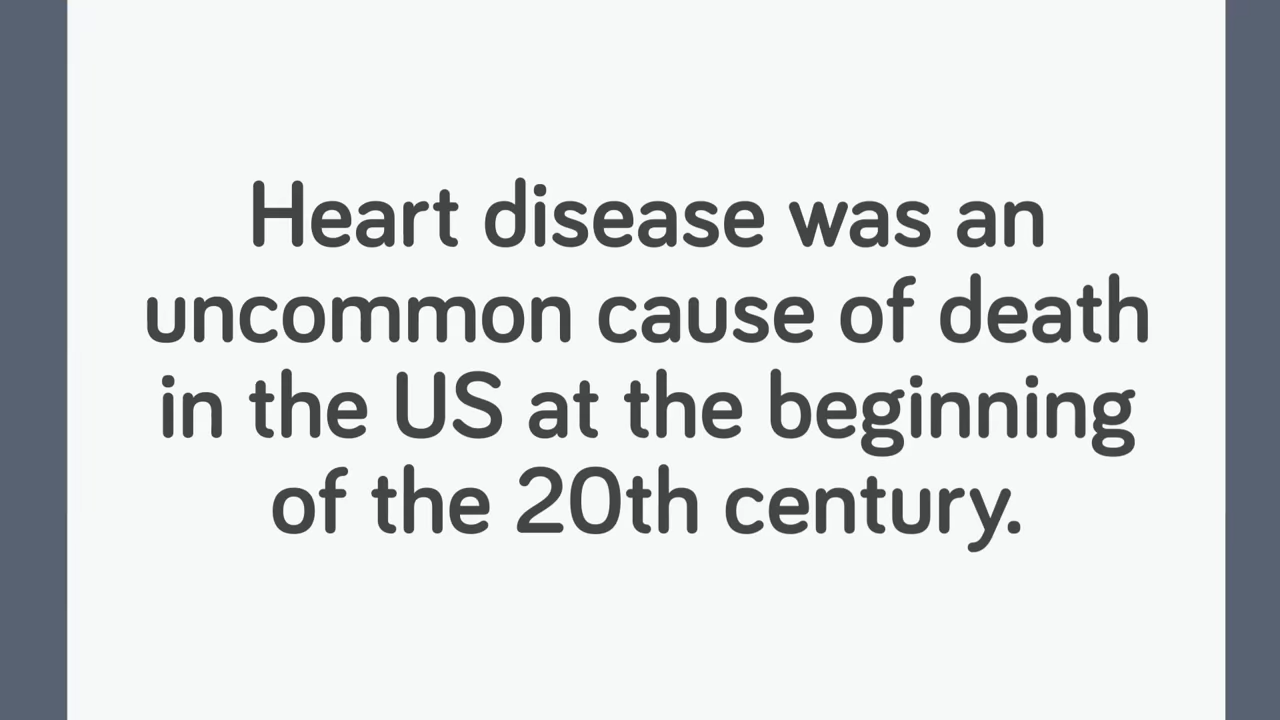 Heart disease was an
uncommon cause of death
in the US at the beginning
of the 20th century.